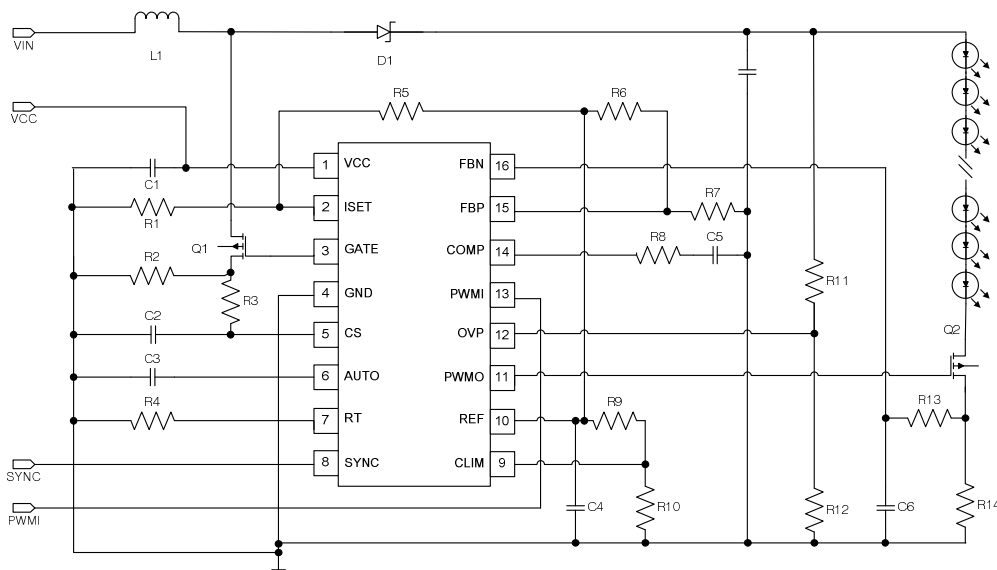 VIN
L1
D1
VCC
R5
R6
C1
1
VCC
FBN
16
R1
2
ISET
FBP
15
R7
Q1
3
GATE
COMP
14
R8
C5
R2
R3
4
GND
PWMI
13
R11
C2
5
CS
OVP
12
Q2
C3
6
AUTO
PWMO
11
R4
7
RT
REF
10
R9
R13
SYNC
8
SYNC
CLIM
9
PWMI
C4
R10
R12
C6
R14